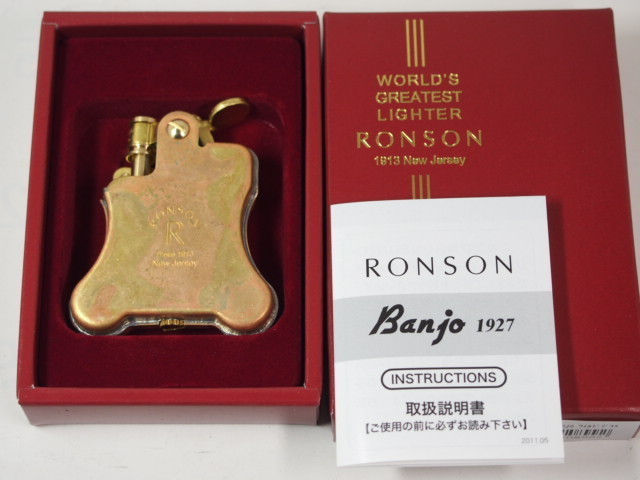 WORLD'S
GREATEST
LIGHTER
RONSON
1913 New Jersey
RONSON
R
Since 1913
New Jersey
RONSON
Banjo 1927
INSTRUCTIONS
取扱説明書
【ご使用の前に必ずお読み下さい】
2011.05